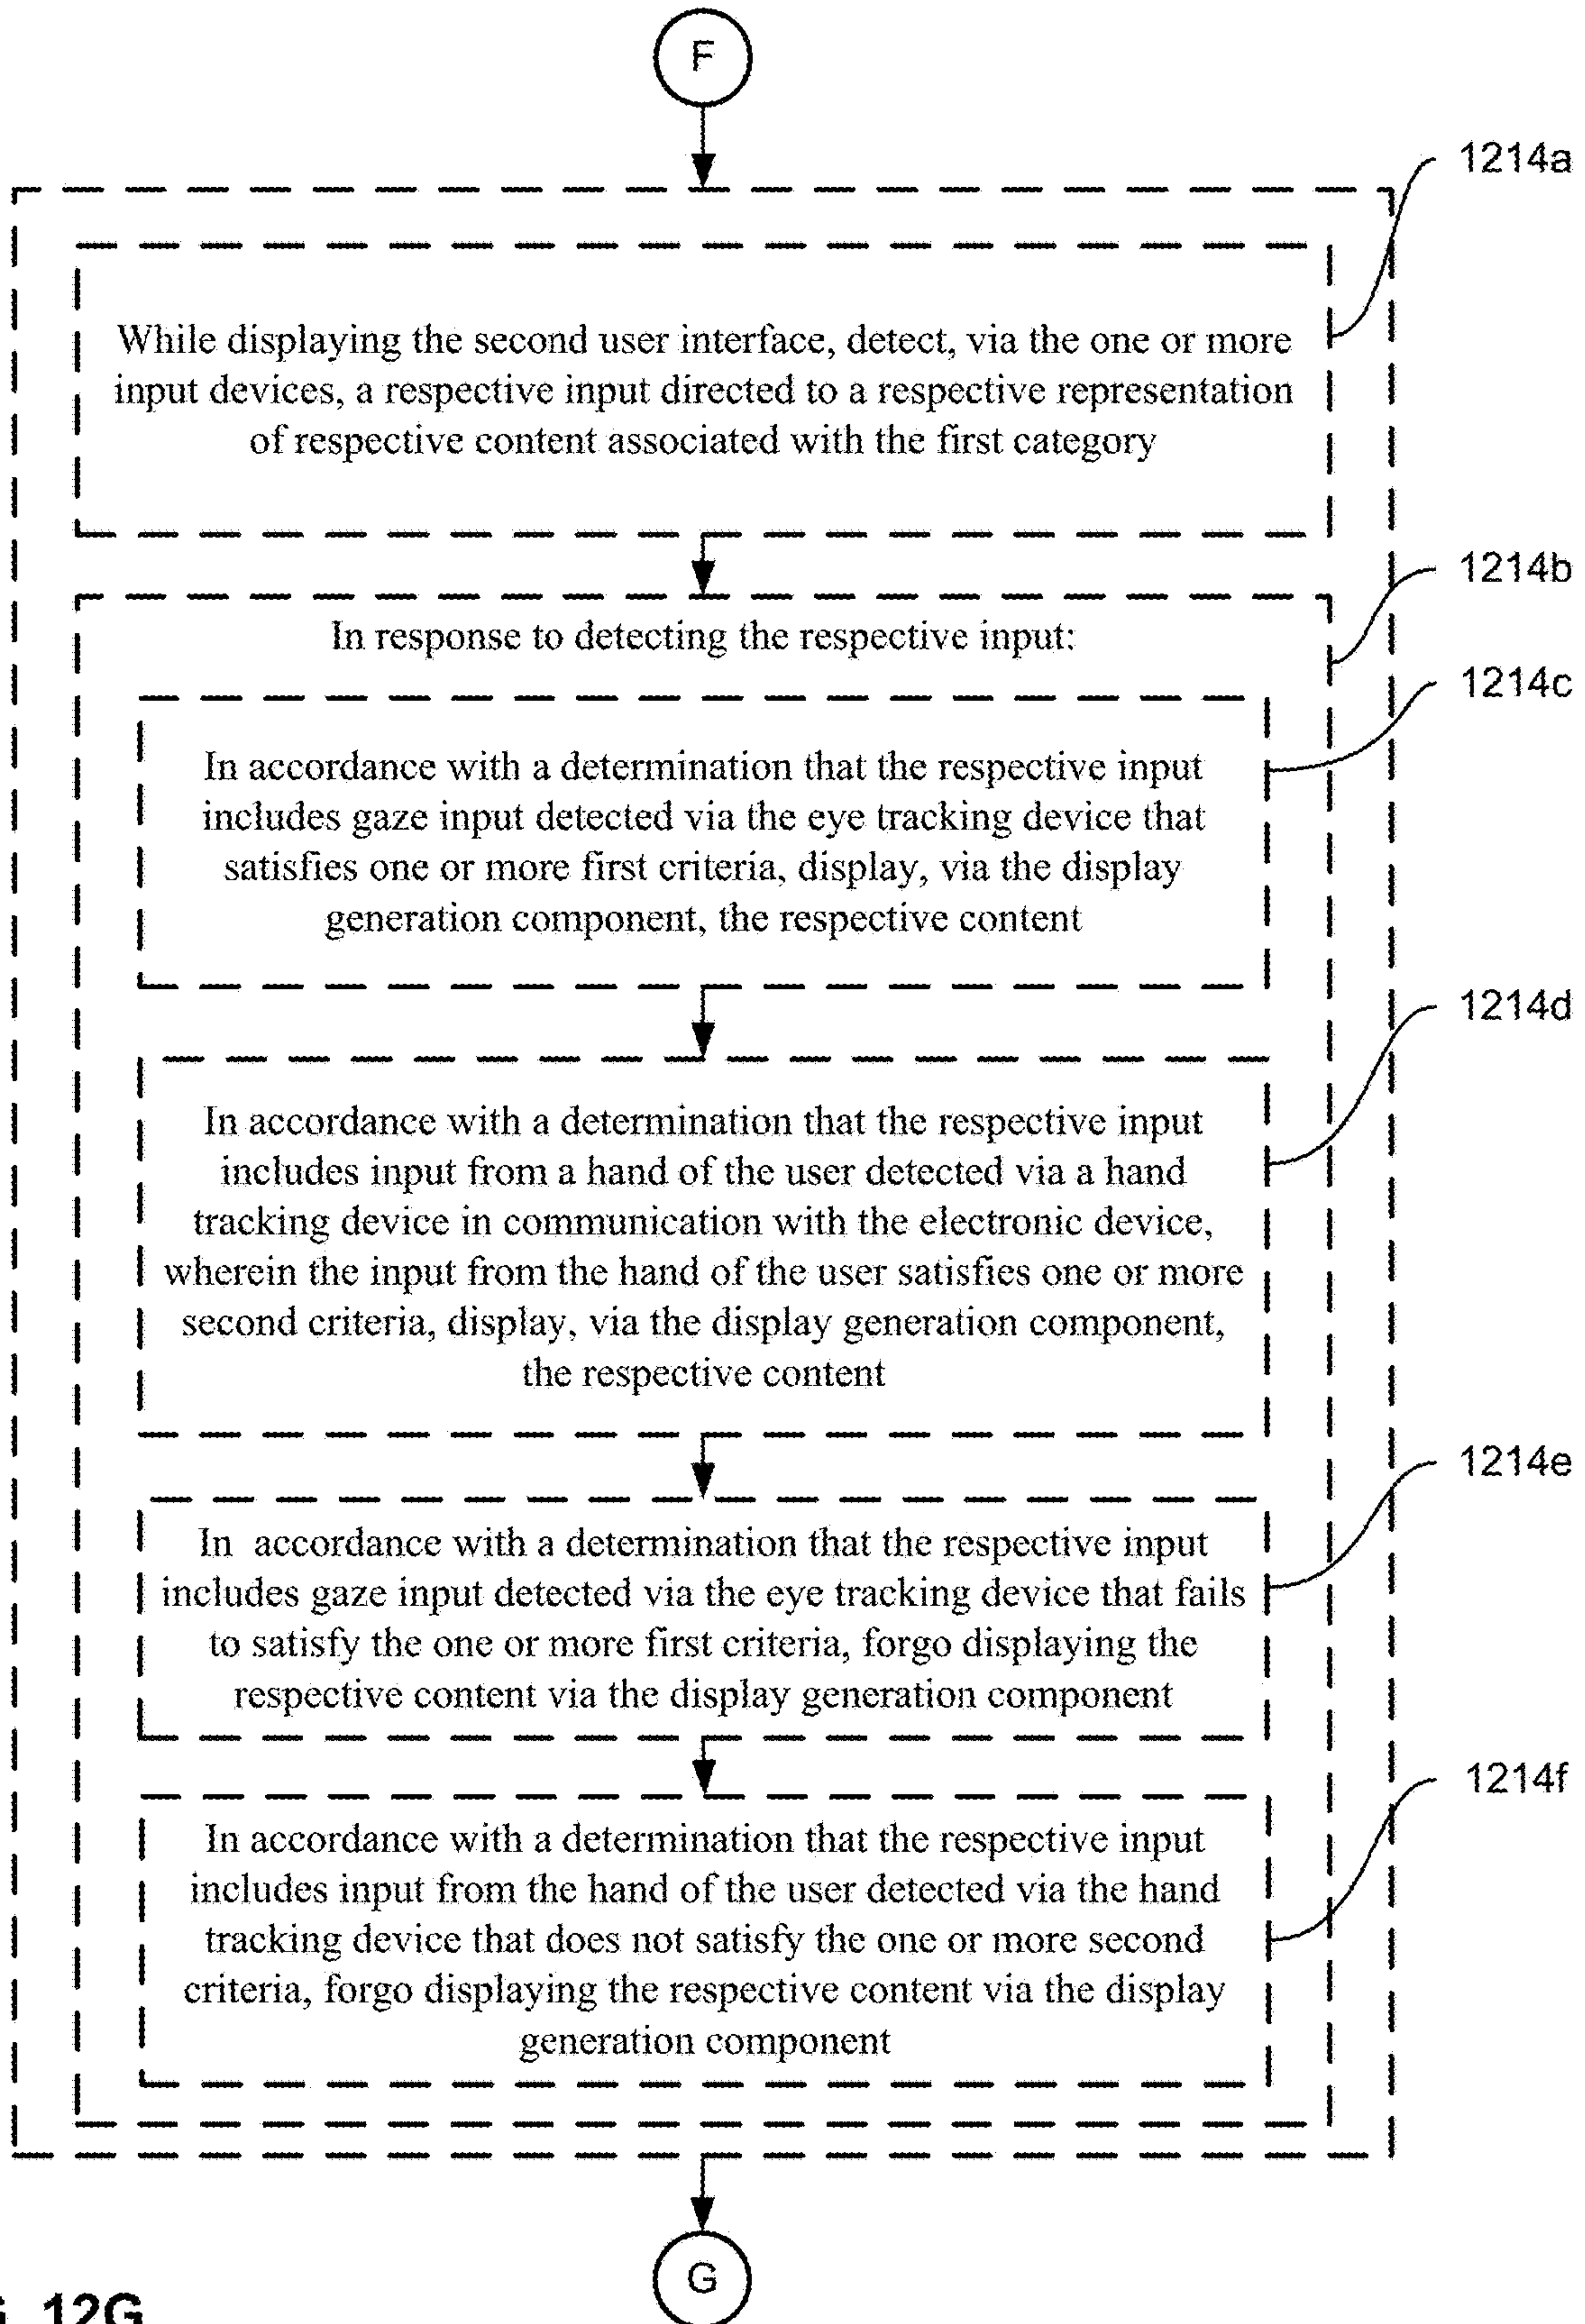 F
1214a
While displaying the second user interface, detect, via the one or more
input devices, a respective input directed to a respective representation
of respective content associated with the first category
1214b
In response to detecting the respective input:
1214c
In accordance with a determination that the respective input
includes gaze input detected via the eye tracking device that
satisfies one or more first criteria, display, via the display
generation component, the respective content
1214d
In accordance with a determination that the respective input
includes input from a hand of the user detected via a hand
tracking device in communication with the electronic device,
wherein the input from the hand of the user satisfies one or more
second criteria, display, via the display generation component,
the respective content
1214e
In accordance with a determination that the respective input
includes gaze input detected via the eye tracking device that fails
to satisfy the one or more first criteria, forgo displaying the
respective content via the display generation component
1214f
In accordance with a determination that the respective input
includes input from the hand of the user detected via the hand
tracking device that does not satisfy the one or more second
criteria, forgo displaying the respective content via the display
generation component
G
12G